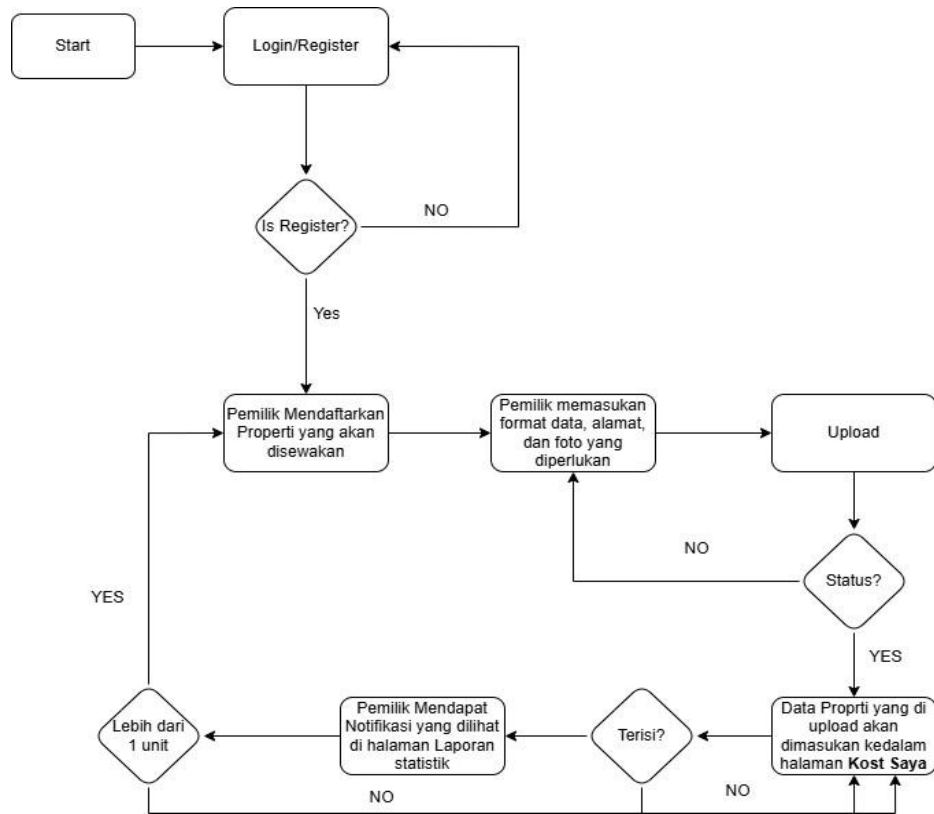 Start
Login/Register
Is Register?
NO
Yes
Pemilik Mendaftarkan
Properti yang akan
disewakan
Pemilik memasukan
format data, alamat,
dan foto yang
diperlukan
Upload
NO
Status?
YES
YES
Lebih dari
1 unit
Pemilik Mendapat
Notifikasi yang dilihat
di halaman Laporan
statistik
Terisi?
Data Proprti yang di
upload akan
dimasukan kedalam
halaman Kost Saya
NO
NO